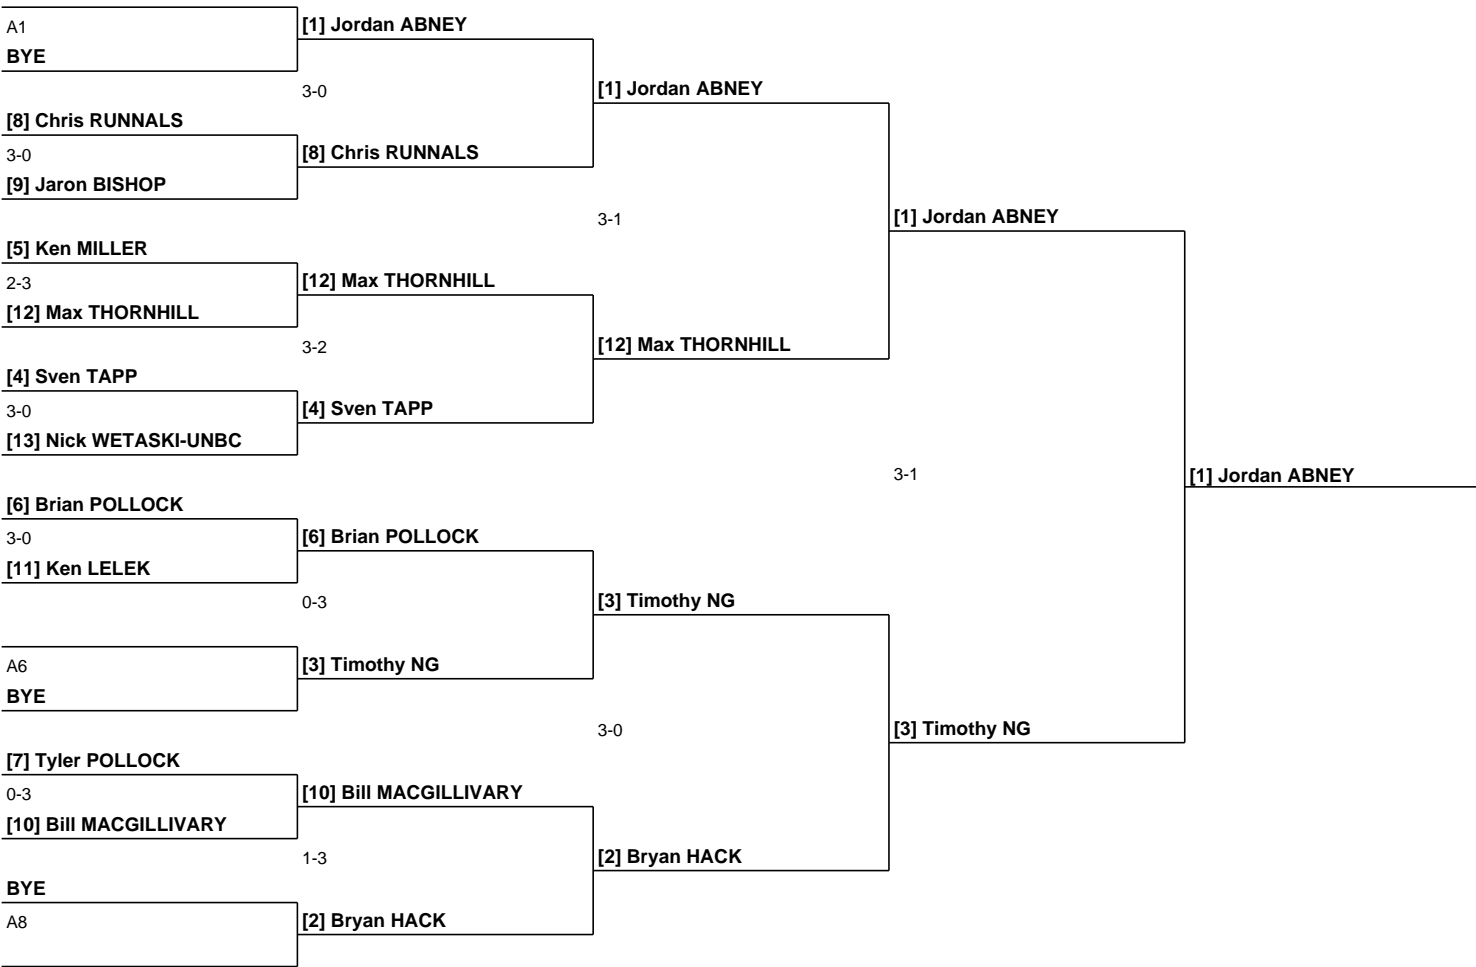 A1
BYE
[1] Jordan ABNEY
3-0
[8] Chris RUNNALS
3-0
[9] Jaron BISHOP
[8] Chris RUNNALS
[1] Jordan ABNEY
3-1
[5] Ken MILLER
2-3
[12] Max THORNHILL
[12] Max THORNHILL
3-2
[4] Sven TAPP
3-0
[13] Nick WETASKI-UNBC
[4] Sven TAPP
[12] Max THORNHILL
[1] Jordan ABNEY
3-1
[1] Jordan ABNEY
[6] Brian POLLOCK
3-0
[11] Ken LELEK
[6] Brian POLLOCK
0-3
A6
BYE
[3] Timothy NG
[3] Timothy NG
3-0
[3] Timothy NG
[7] Tyler POLLOCK
0-3
[10] Bill MACGILLIVARY
[10] Bill MACGILLIVARY
1-3
BYE
A8
[2] Bryan HACK
[2] Bryan HACK